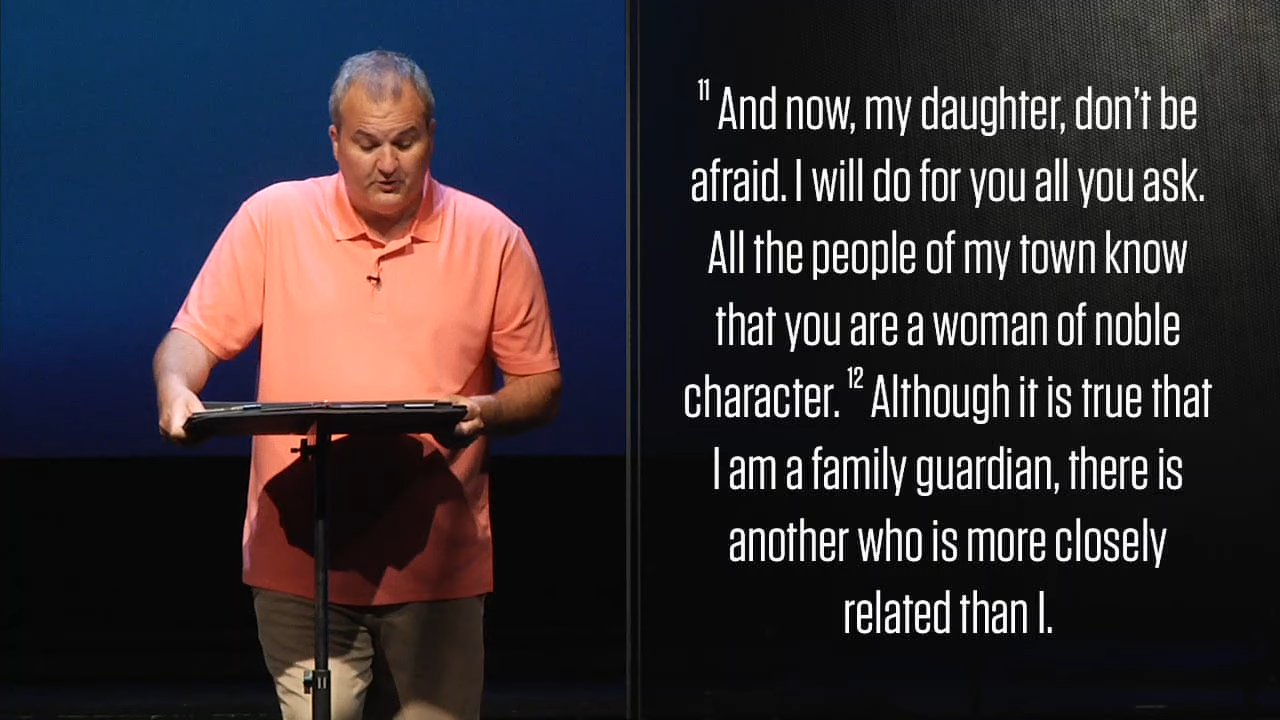 ¹¹ And now, my daughter, don’t be
afraid. I will do for you all you ask.
All the people of my town know
that you are a woman of noble
character. ¹² Although it is true that
I am a family guardian, there is
another who is more closely
related than I.